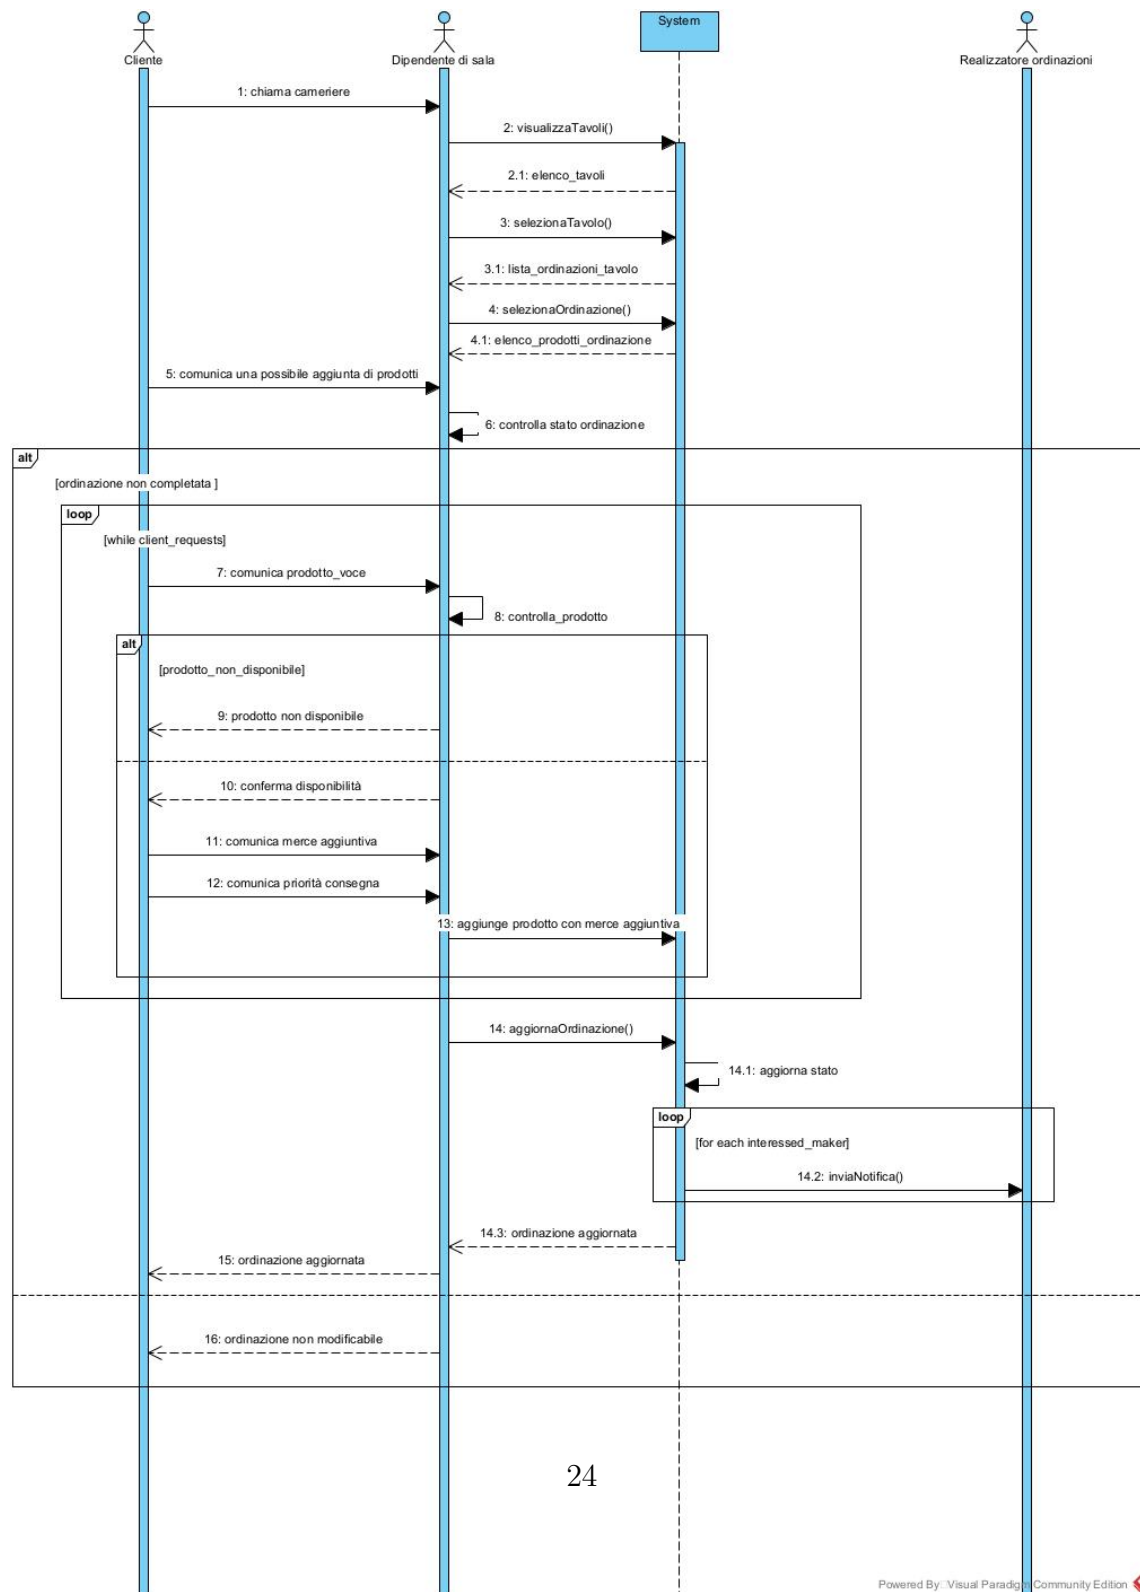 System
Cliente
Dipendente di sala
Realizzatore ordinazioni
1: chiama cameriere
2: visualizzaTavoli()
2.1: elenco_tavoli
3: selezionaTavolo()
3.1: lista_ordinazioni_tavolo
4: selezionaOrdinazione()
4.1: elenco_prodotti_ordinazione
5: comunica una possibile aggiunta di prodotti
6: controlla stato ordinazione
alt
[ordinazione non completata ]
loop
[while client_requests]
7: comunica prodotto_voce
8: controlla_prodotto
alt
[prodotto_non_disponibile]
9: prodotto non disponibile
10: conferma disponibilità
11: comunica merce aggiuntiva
12: comunica priorità consegna
13: aggiunge prodotto con merce aggiuntiva
14: aggiornaOrdinazione()
14.1: aggiorna stato
loop
[for each interessed_maker]
14.2: inviaNotifica()
14.3: ordinazione aggiornata
15: ordinazione aggiornata
16: ordinazione non modificabile
24
Powered By Visual Paradigm Community Edition